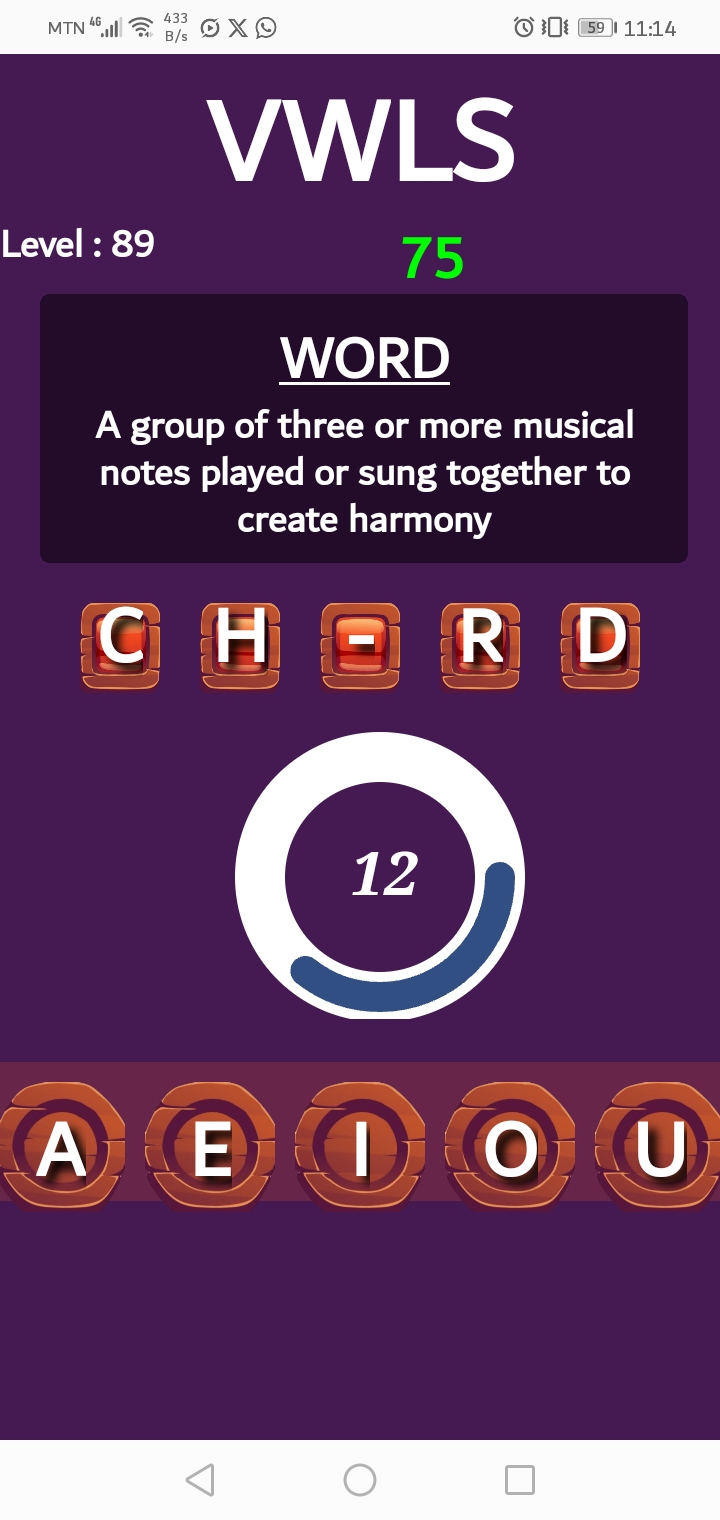 MTN 4G 433 B/s 59 11:14
VWLS
Level : 89 75
WORD
A group of three or more musical
notes played or sung together to
create harmony
C H - R D
12
A E I O U